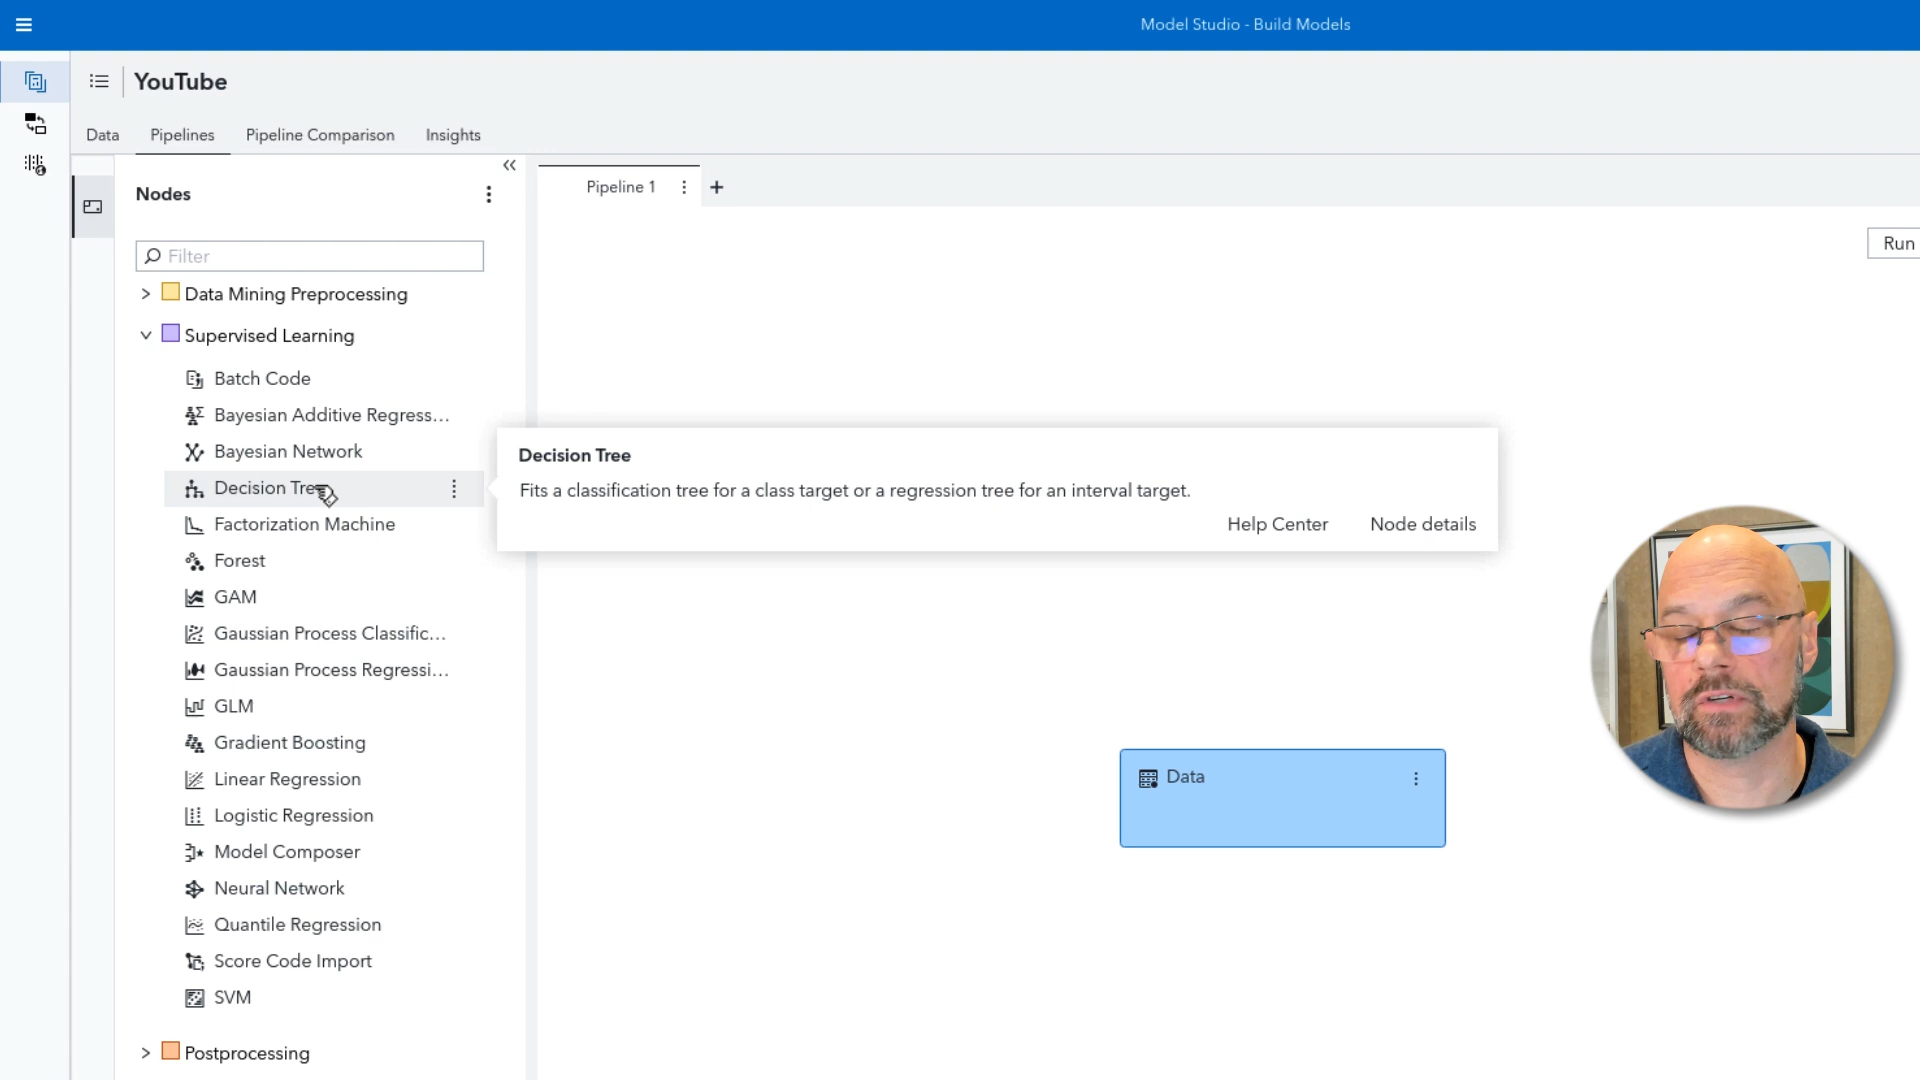 Model Studio - Build Models
YouTube
Data
Pipelines
Pipeline Comparison
Insights
Nodes
Pipeline 1
Filter
Run
Data Mining Preprocessing
Supervised Learning
Batch Code
Bayesian Additive Regress...
Bayesian Network
Decision Tree
Factorization Machine
Forest
GAM
Gaussian Process Classific...
Gaussian Process Regressi...
GLM
Gradient Boosting
Linear Regression
Logistic Regression
Model Composer
Neural Network
Quantile Regression
Score Code Import
SVM
Postprocessing
Decision Tree
Fits a classification tree for a class target or a regression tree for an interval target.
Help Center
Node details
Data